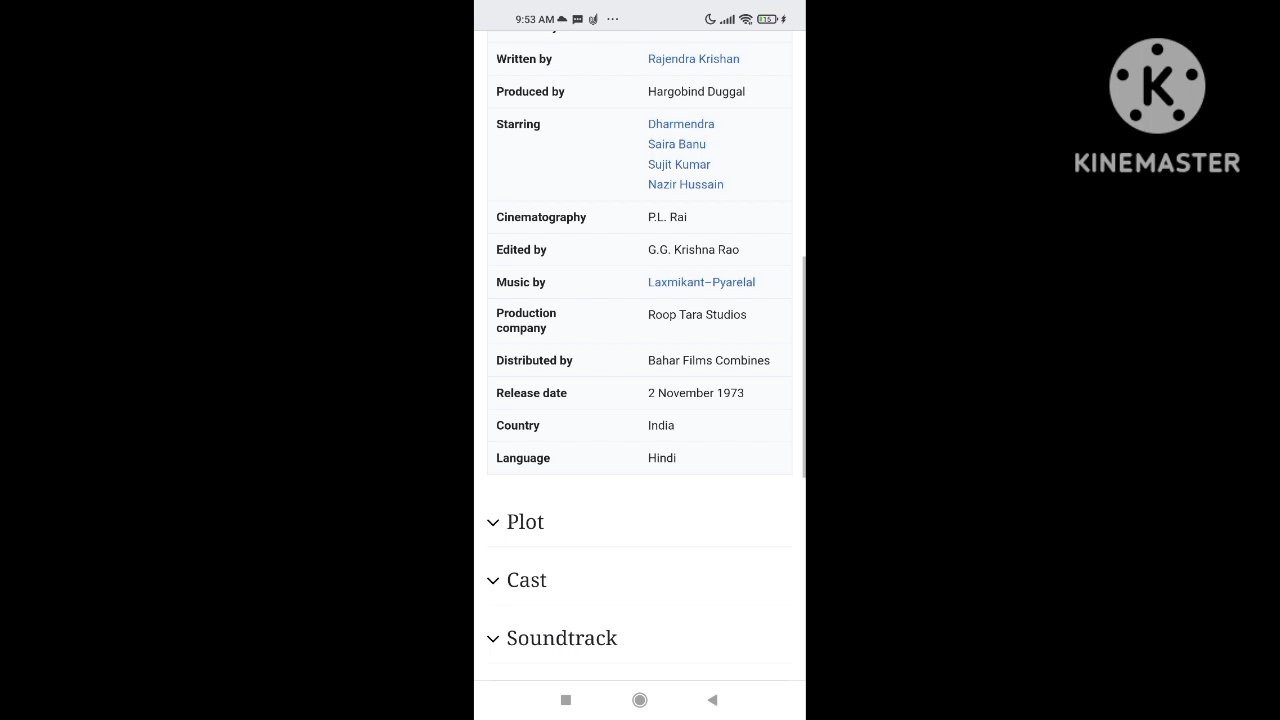 9:53 AM
15
Written by Rajendra Krishan
Produced by Hargobind Duggal
Starring Dharmendra
Saira Banu
Sujit Kumar
Nazir Hussain
Cinematography P.L. Rai
Edited by G.G. Krishna Rao
Music by Laxmikant–Pyarelal
Production company Roop Tara Studios
Distributed by Bahar Films Combines
Release date 2 November 1973
Country India
Language Hindi
Plot
Cast
Soundtrack
K
KINEMASTER